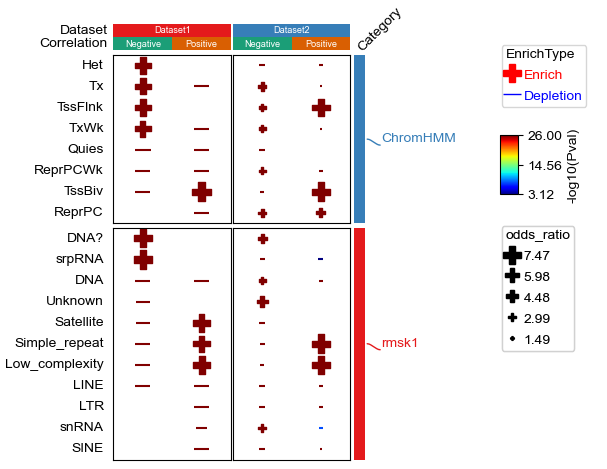 Dataset
Dataset1
Dataset2
Correlation
Negative
Positive
Negative
Positive
Category
Het
Tx
TssFlnk
TxWk
Quies
ReprPCWk
TssBiv
ReprPC
ChromHMM
DNA?
srpRNA
DNA
Unknown
Satellite
Simple_repeat
Low_complexity
LINE
LTR
snRNA
SINE
rmsk1
EnrichType
Enrich
Depletion
26.00
14.56
3.12
-log10(Pval)
odds_ratio
7.47
5.98
4.48
2.99
1.49